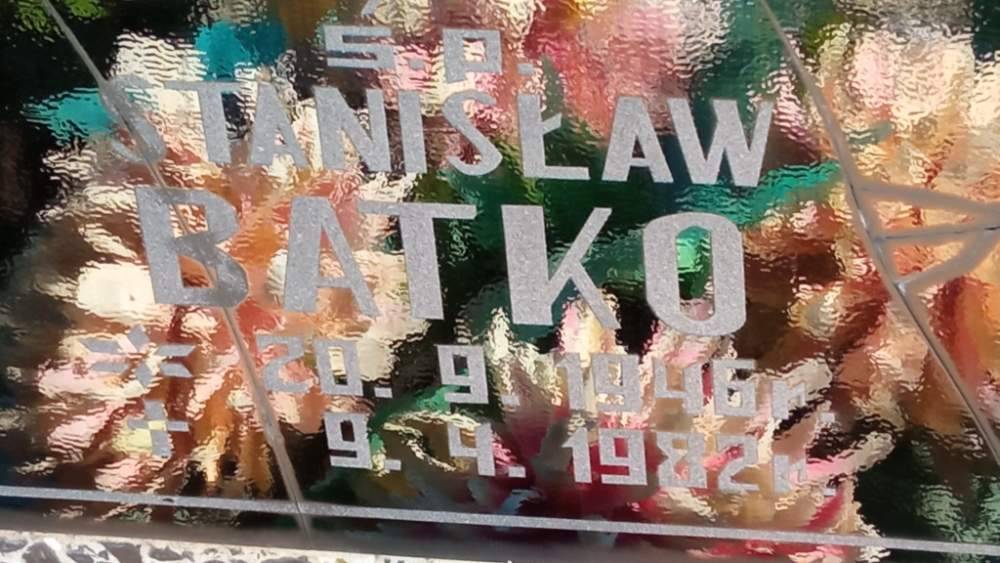 Ś.P.
STANISŁAW
BATKO
* 20. 9. 1946r.
+ 9. 4. 1982r.